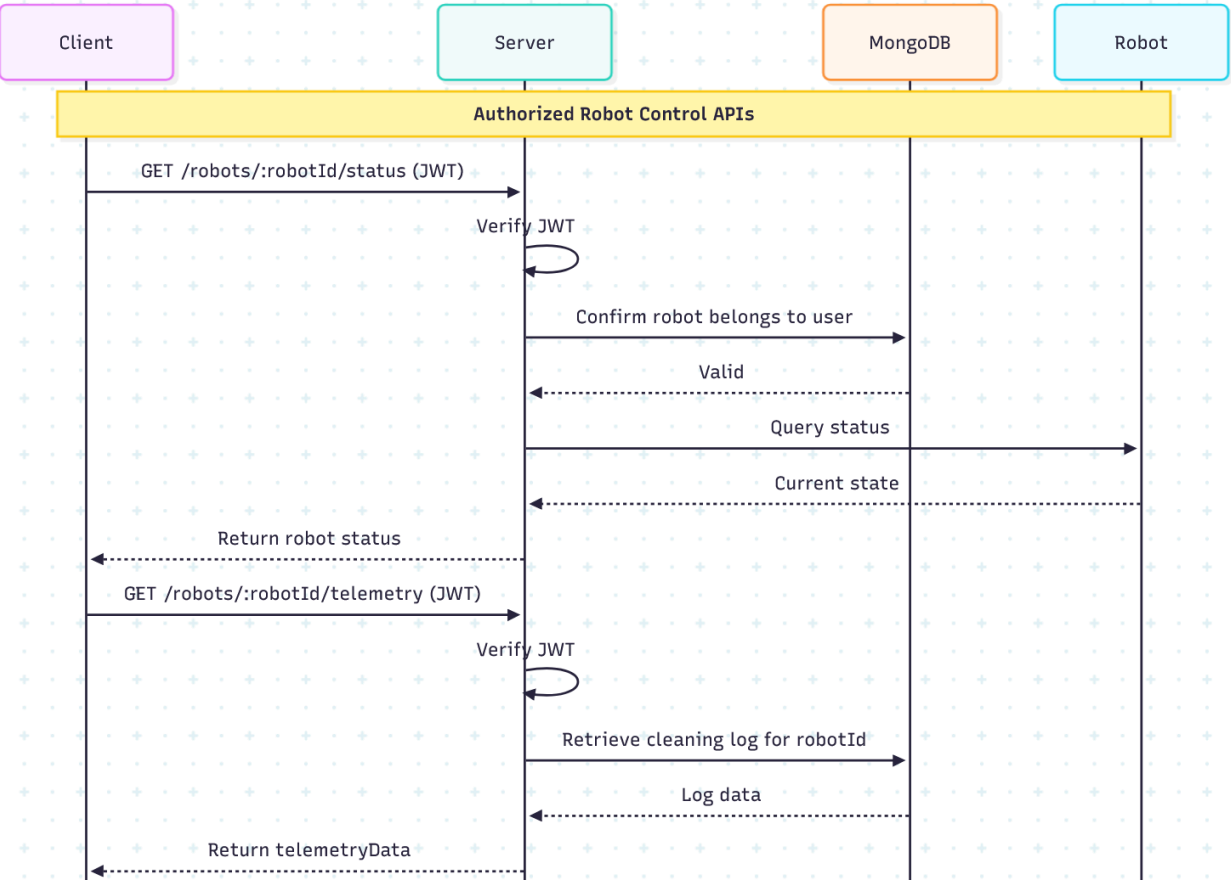 Client
Server
MongoDB
Robot
Authorized Robot Control APIs
GET /robots/:robotId/status (JWT)
Verify JWT
Confirm robot belongs to user
Valid
Query status
Current state
Return robot status
GET /robots/:robotId/telemetry (JWT)
Verify JWT
Retrieve cleaning log for robotId
Log data
Return telemetryData